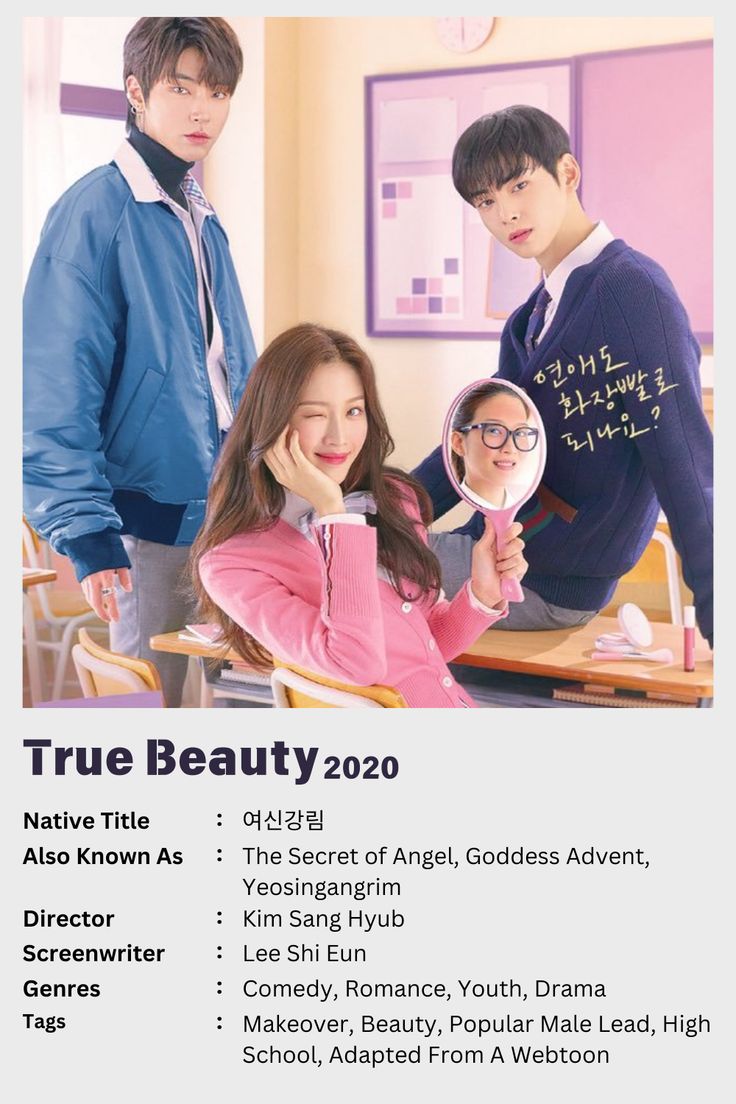 연애도
화장빨로
되나요?
True Beauty 2020
Native Title : 여신강림
Also Known As : The Secret of Angel, Goddess Advent,
Yeosingangrim
Director : Kim Sang Hyub
Screenwriter : Lee Shi Eun
Genres : Comedy, Romance, Youth, Drama
Tags : Makeover, Beauty, Popular Male Lead, High
School, Adapted From A Webtoon